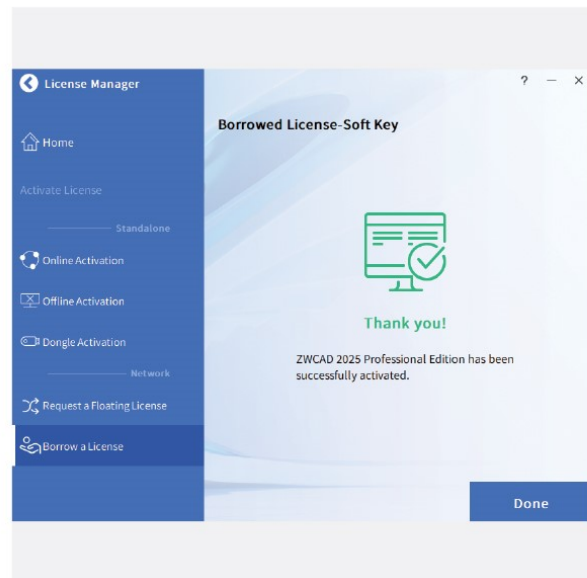 License Manager
? — ×
Home
Activate License
Standalone
Online Activation
Offline Activation
Dongle Activation
Network
Request a Floating License
Borrow a License
Borrowed License-Soft Key
Thank you!
ZWCAD 2025 Professional Edition has been
successfully activated.
Done